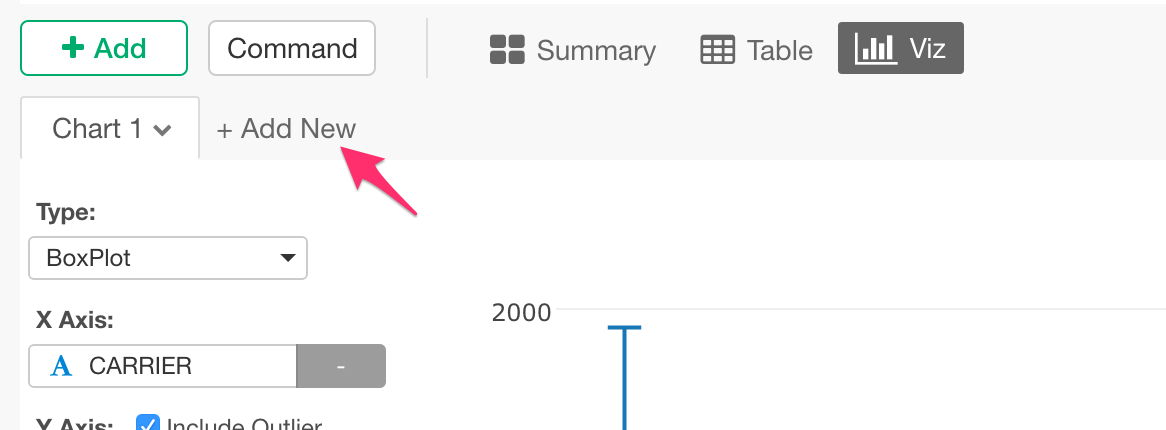 + Add
Command
Summary
Table
Viz
Chart 1
+ Add New
Type:
BoxPlot
X Axis:
A CARRIER
-
Y Axis:
Include Outlier
2000